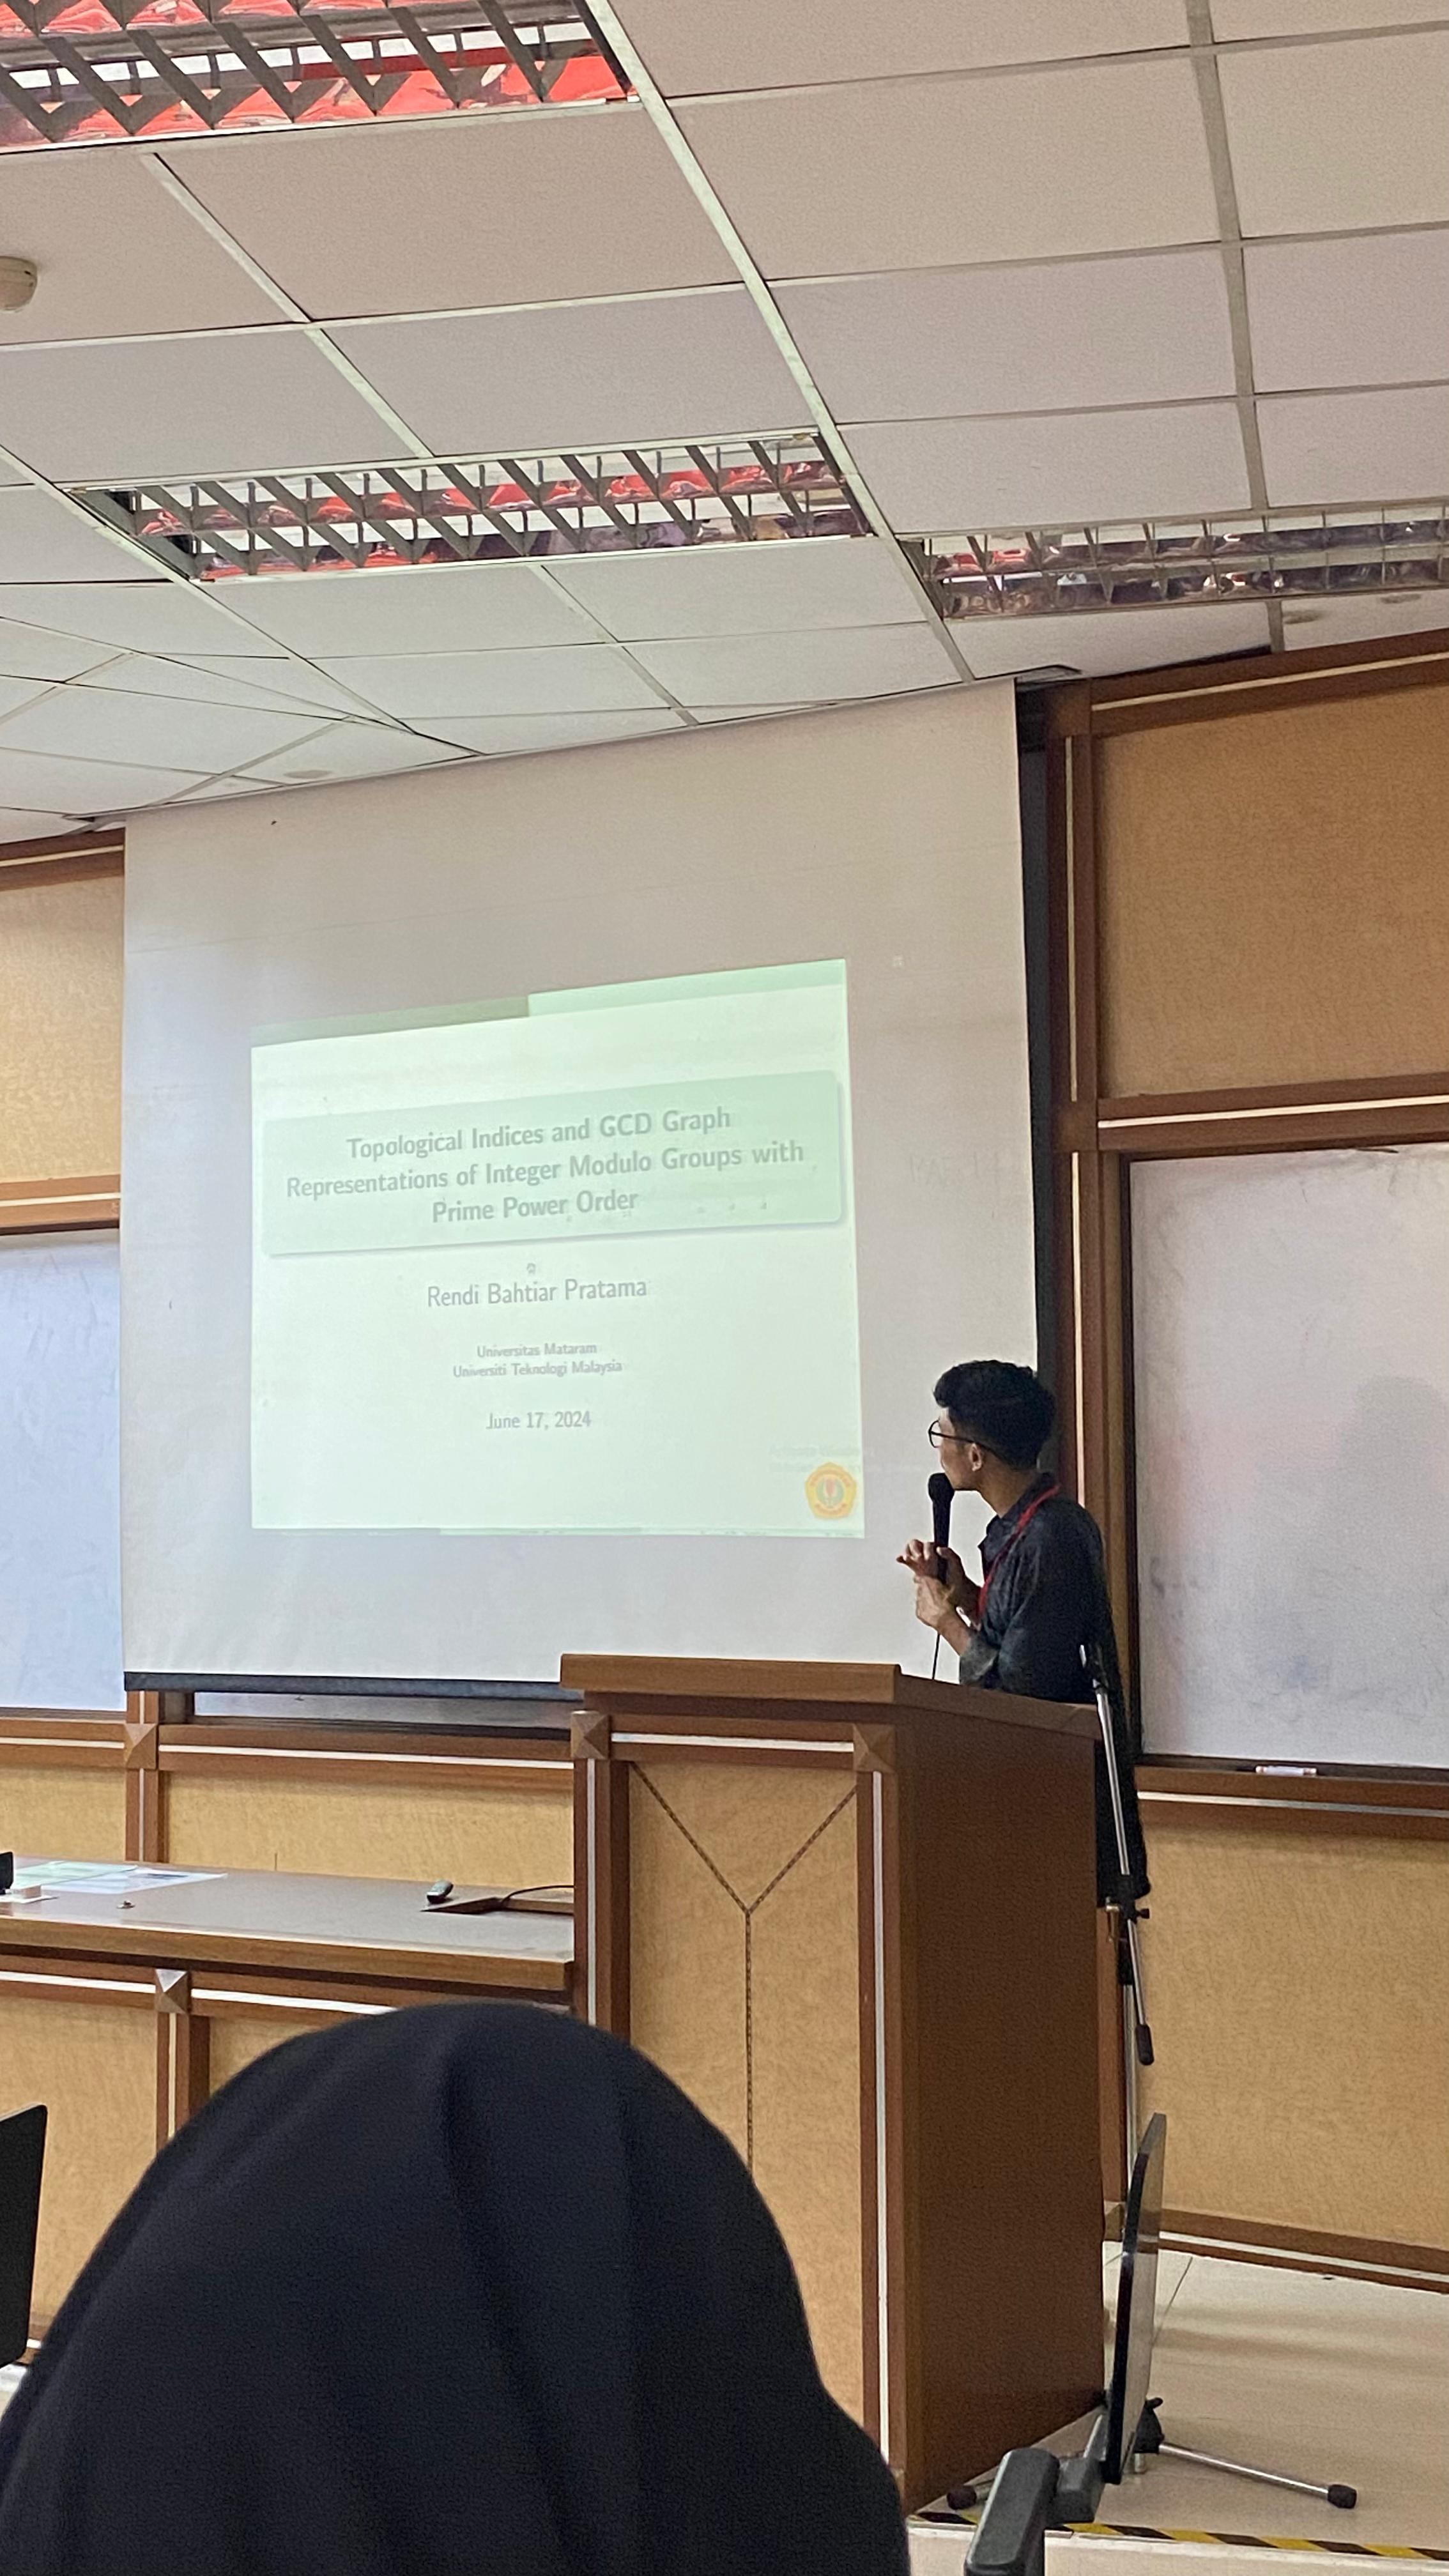 Topological Indices and GCD Graph
Representations of Integer Modulo Groups with
Prime Power Order
Rendi Bahtiar Pratama
Universitas Mataram
Universiti Teknologi Malaysia
June 17, 2024